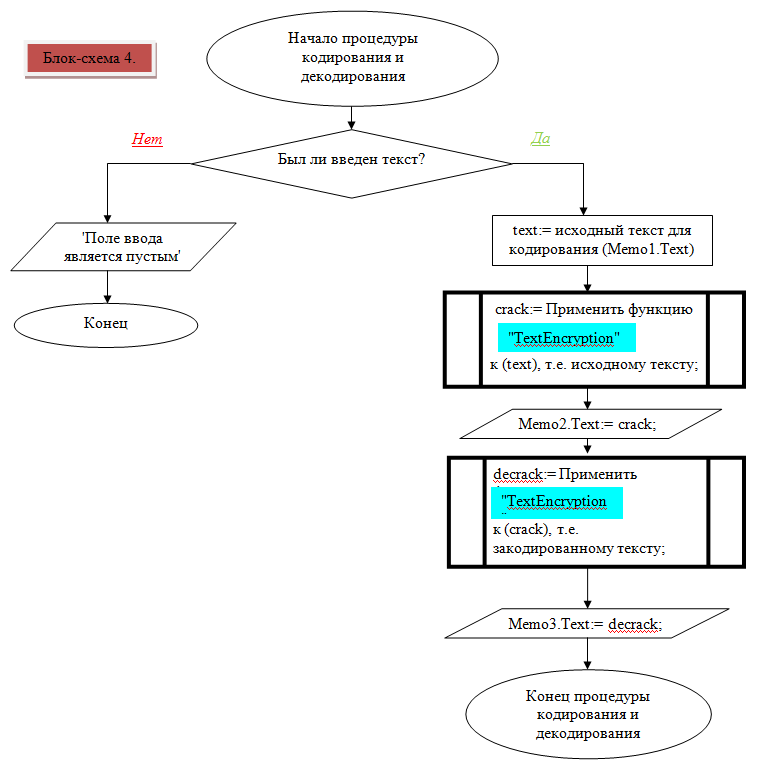 Блок-схема 4.
Начало процедуры
кодирования и
декодирования
Нет
Был ли введен текст?
Да
'Поле ввода
является пустым'
Конец
text:= исходный текст для
кодирования (Memo1.Text)
crack:= Применить функцию
"TextEncryption"
к (text), т.е. исходному тексту;
Memo2.Text:= crack;
decrack:= Применить
"TextEncryption
к (crack), т.е.
закодированному тексту;
Memo3.Text:= decrack;
Конец процедуры
кодирования и
декодирования